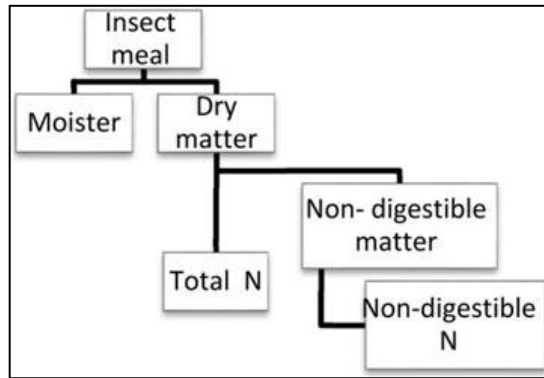 Insect
meal
Moister
Dry
matter
Non- digestible
matter
Total N
Non-digestible
N